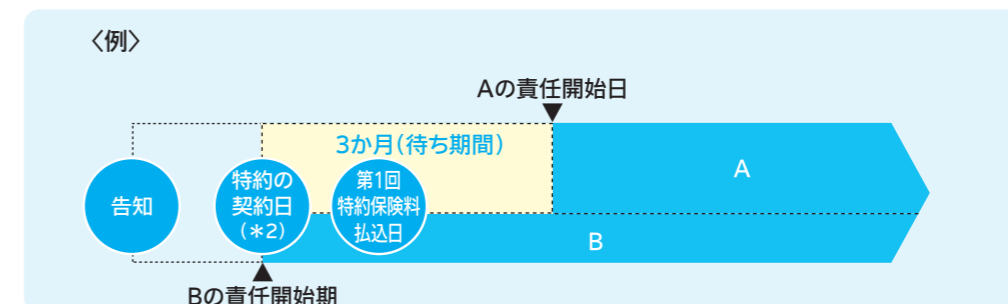 〈例〉
Aの責任開始日
3か月(待ち期間)
告知
特約の
契約日
(*2)
第1回
特約保険料
払込日
A
B
Bの責任開始期